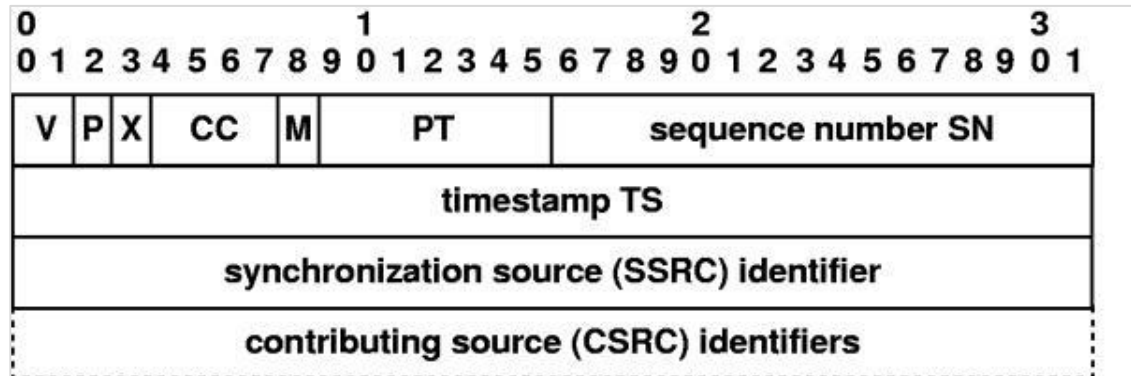 0 1 2 3
0 1 2 3 4 5 6 7 8 9 0 1 2 3 4 5 6 7 8 9 0 1 2 3 4 5 6 7 8 9 0 1
V P X CC M PT sequence number SN
timestamp TS
synchronization source (SSRC) identifier
contributing source (CSRC) identifiers